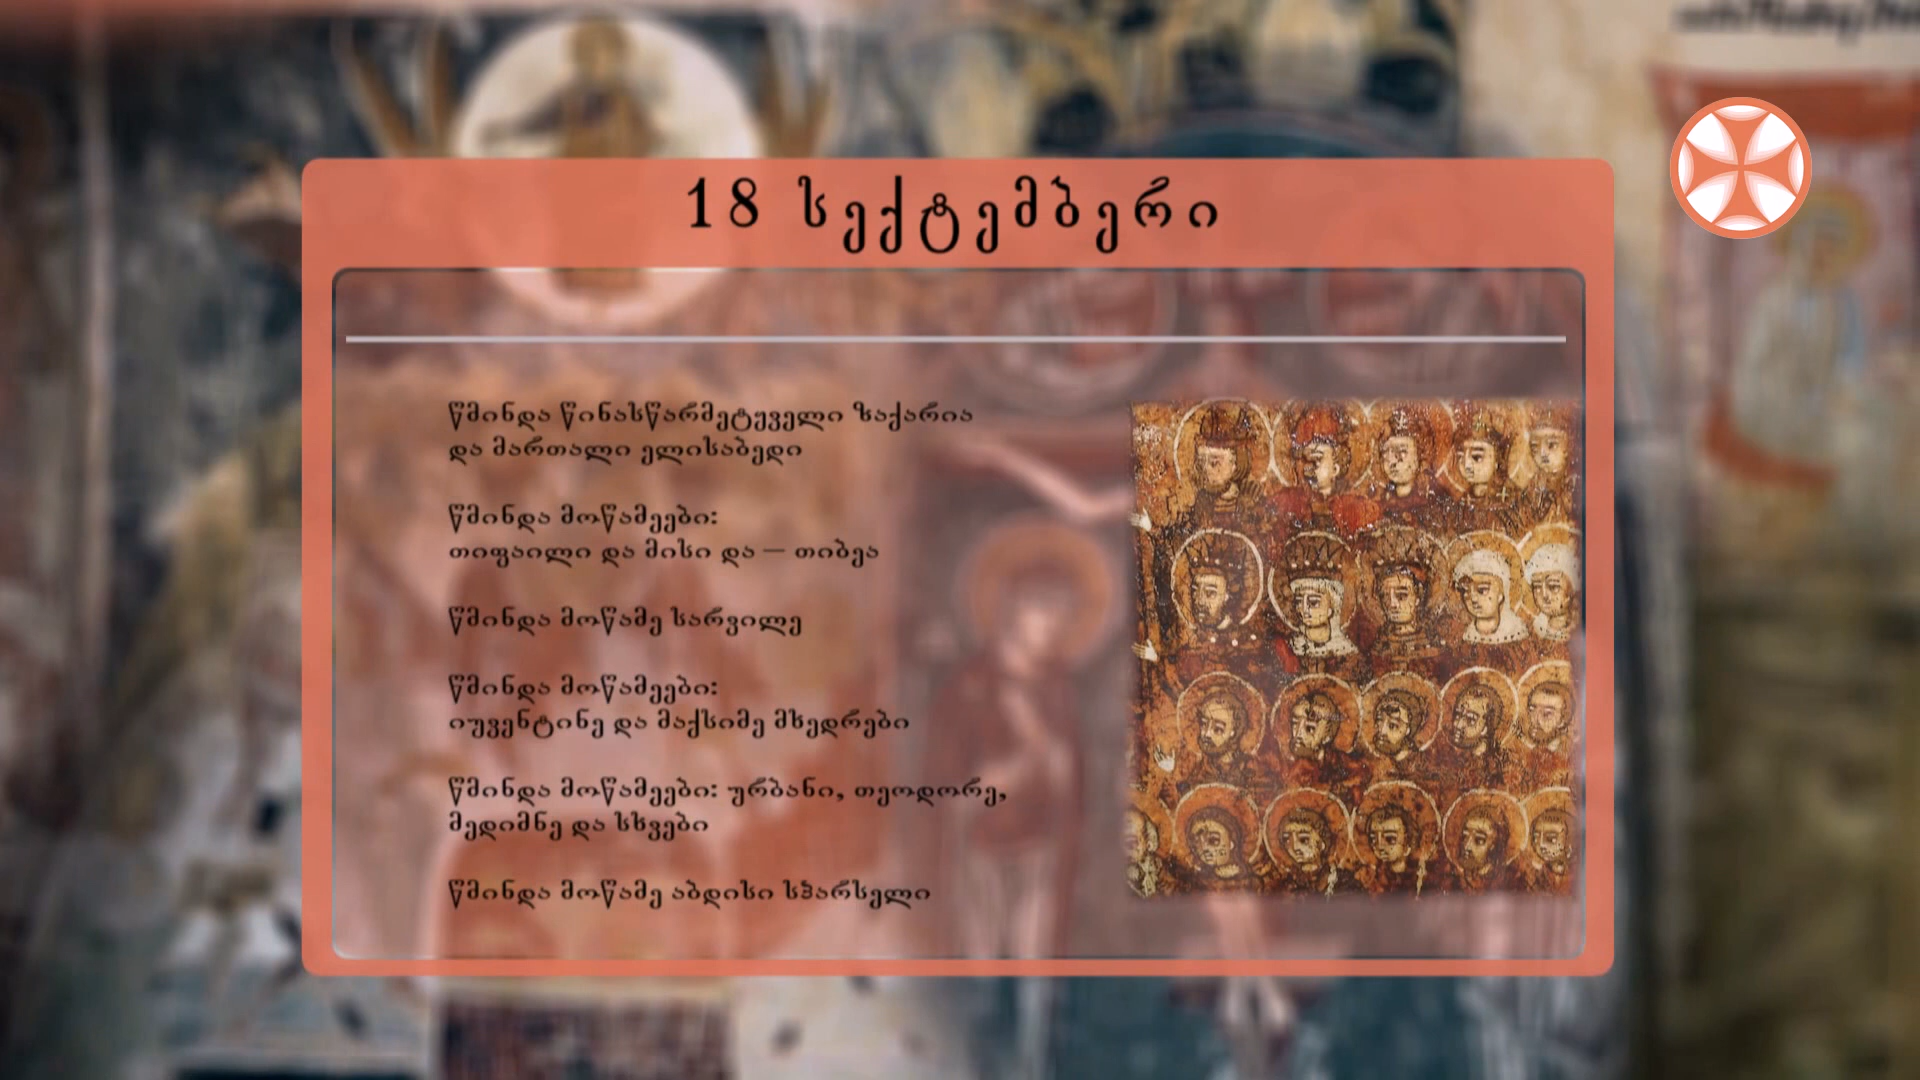 18 სექტემბერი
წმინდა წინასწარმეტუველი ზაქარია
და მართალი ელისაბედი
წმინდა მოწამეები:
თიფაილი და მისი და — თიბეა
წმინდა მოწამე სარვილე
წმინდა მოწამეები:
იუვენტინე და მაქსიმე მხედრები
წმინდა მოწამეები: ურბანი, თეოდორე,
მედიმნე და სხვები
წმინდა მოწამე აბდისი სპარსელი